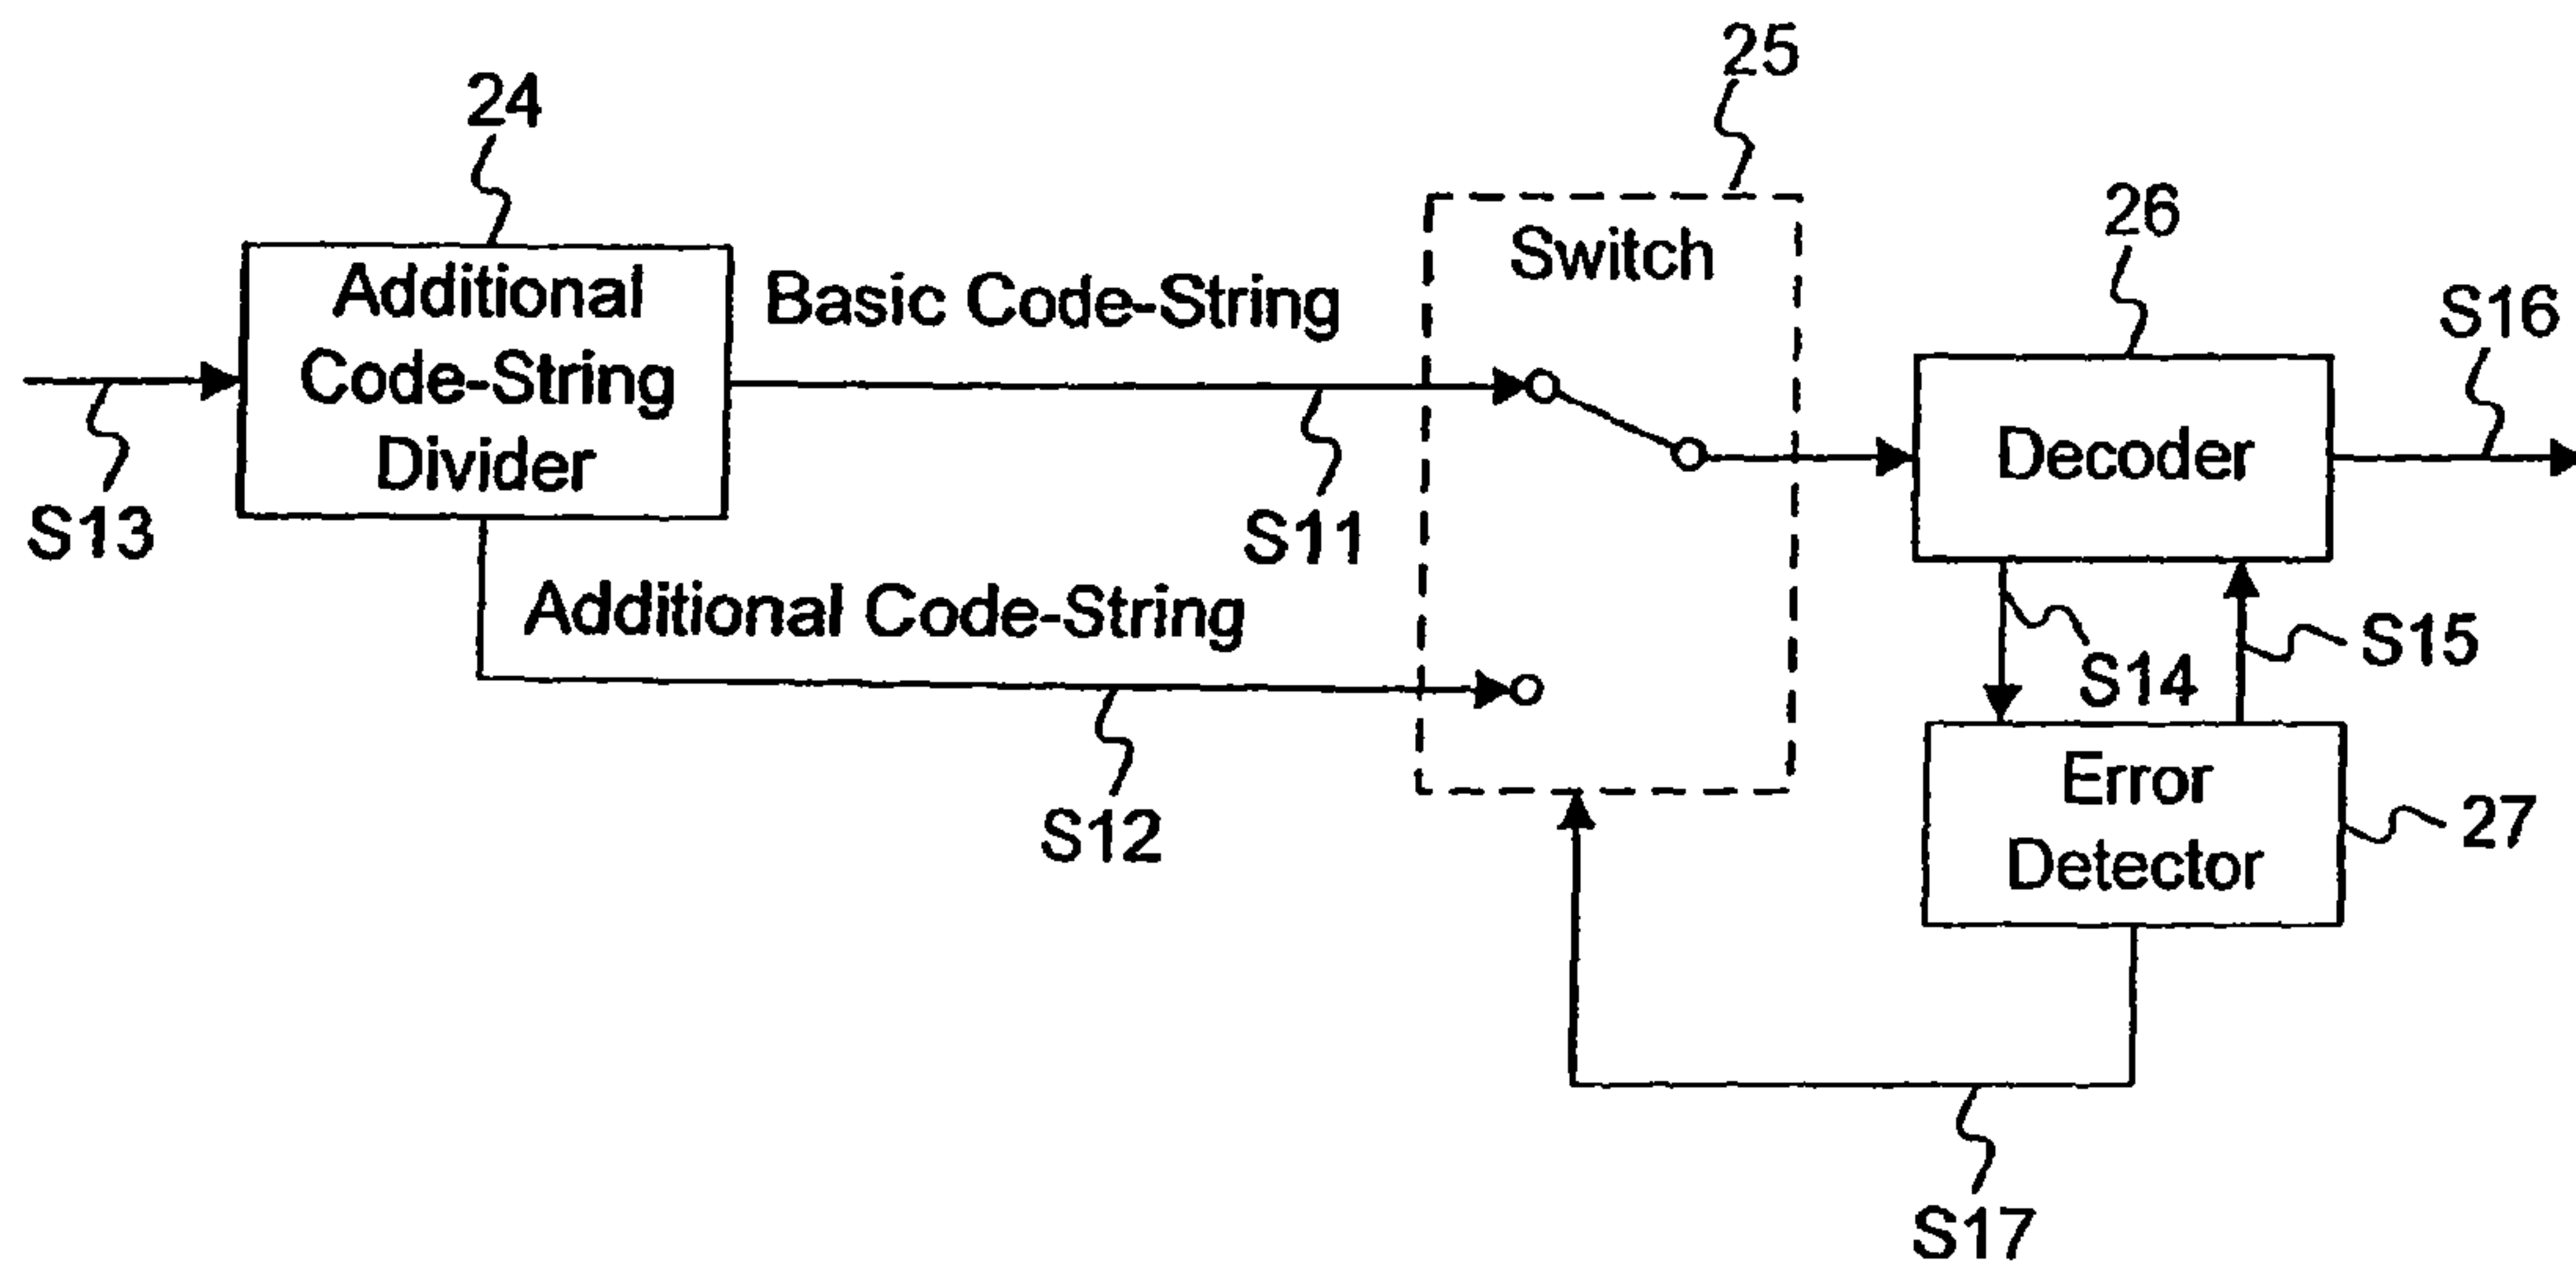 25
24
26
Switch
Additional
Code-String
Divider
Basic Code-String
S16
Decoder
S13
S11
Additional Code-String
S14
S15
Error
Detector
27
S12
S17